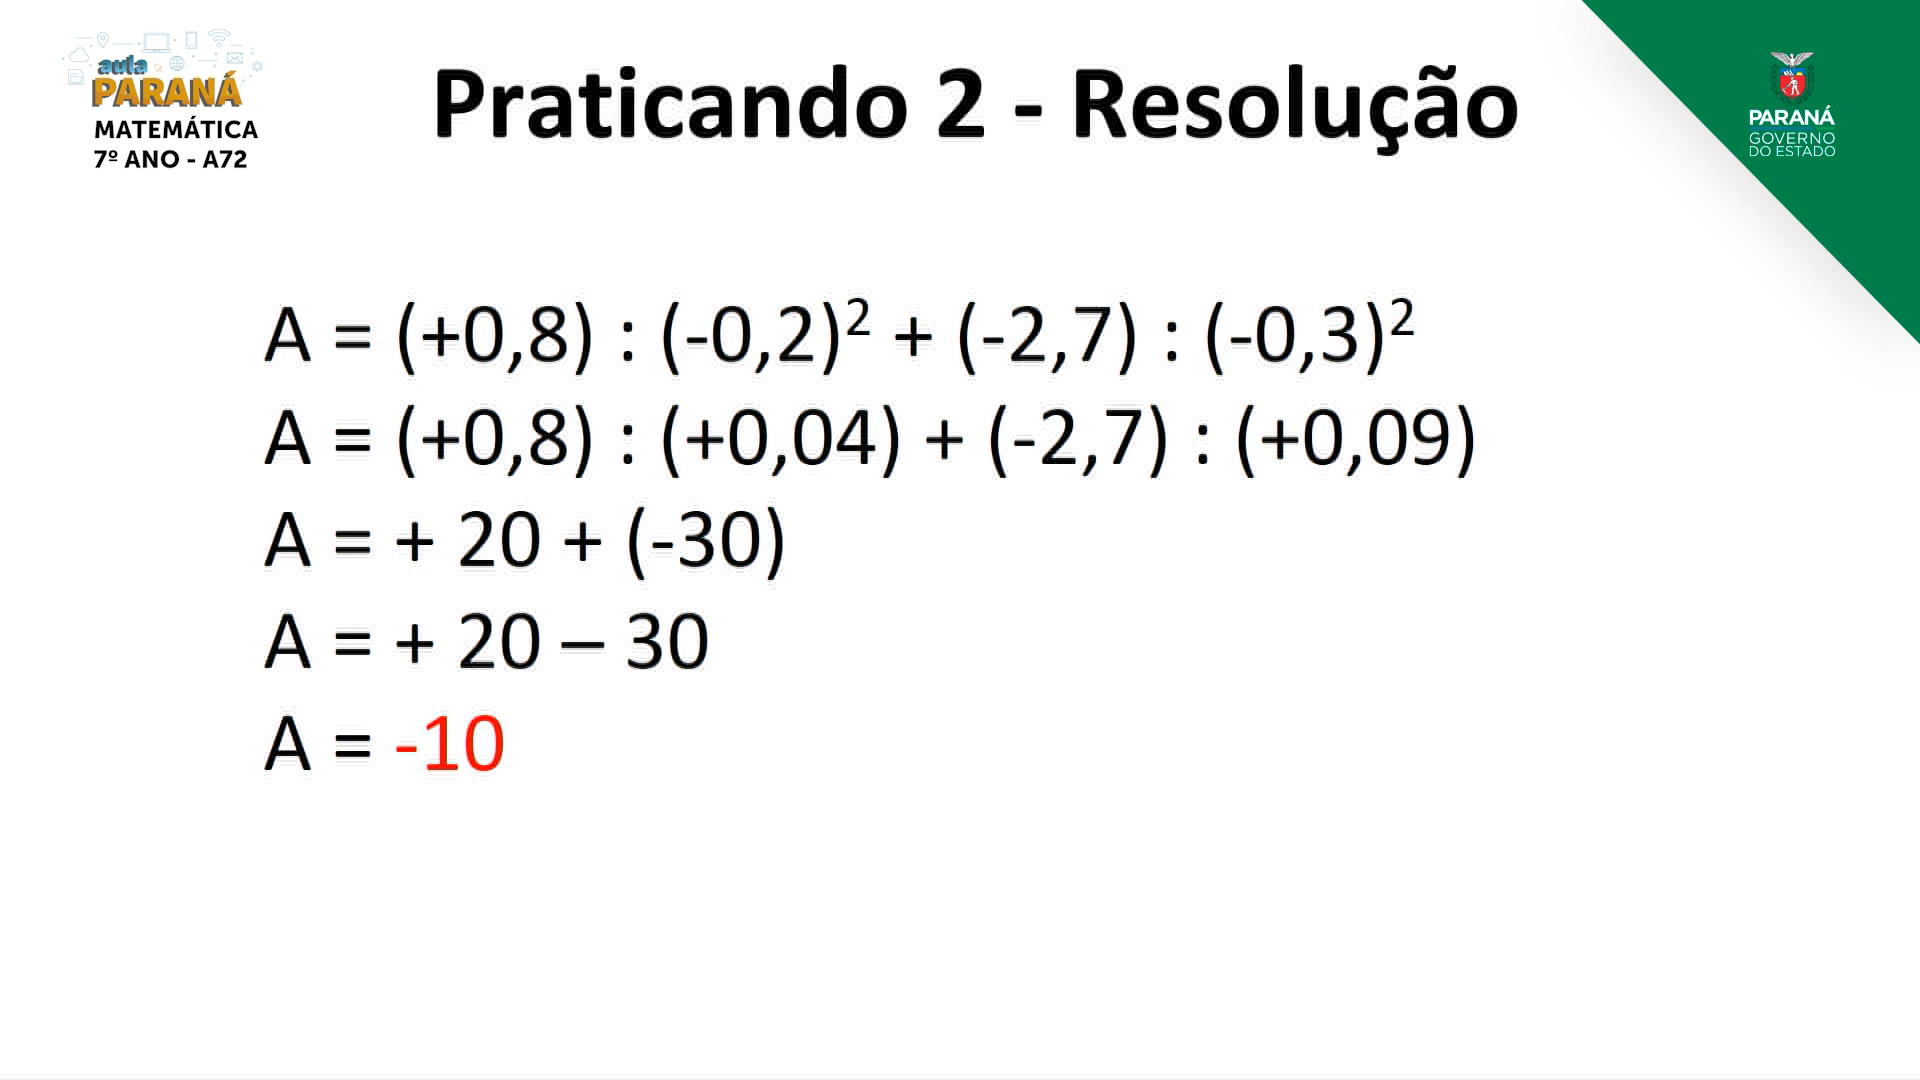 aula
PARANÁ
MATEMÁTICA
7º ANO - A72
Praticando 2 - Resolução
PARANÁ
GOVERNO
DO ESTADO
A = (+0,8) : (-0,2)² + (-2,7) : (-0,3)²
A = (+0,8) : (+0,04) + (-2,7) : (+0,09)
A = + 20 + (-30)
A = + 20 – 30
A = -10